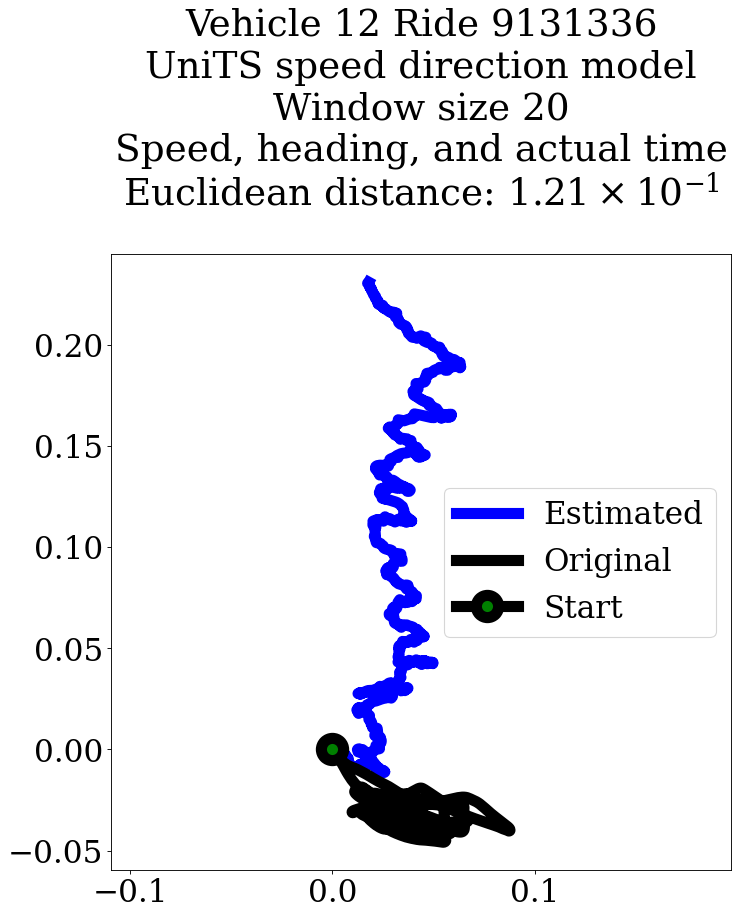 Vehicle 12 Ride 9131336
UniTS speed direction model
Window size 20
Speed, heading, and actual time
Euclidean distance: 1.21 × 10⁻¹
0.20
0.15
0.10
0.05
0.00
−0.05
Estimated
Original
Start
−0.1
0.0
0.1